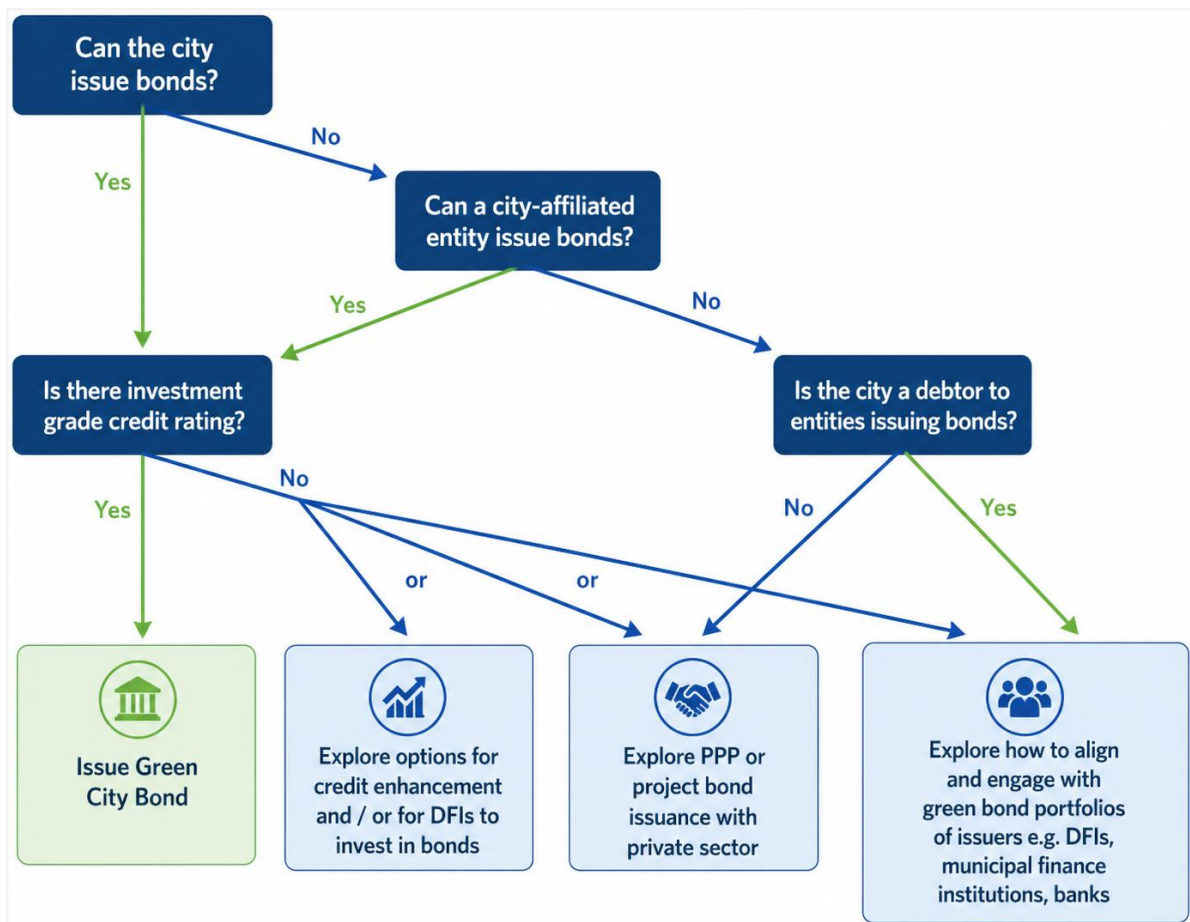 Can the city
issue bonds?
No
Yes
Can a city-affiliated
entity issue bonds?
Yes
No
Is there investment
grade credit rating?
Is the city a debtor to
entities issuing bonds?
No
Yes
No
Yes
or
or
Issue Green
City Bond
Explore options for
credit enhancement
and / or for DFIs to
invest in bonds
Explore PPP or
project bond
issuance with
private sector
Explore how to align
and engage with
green bond portfolios
of issuers e.g. DFIs,
municipal finance
institutions, banks